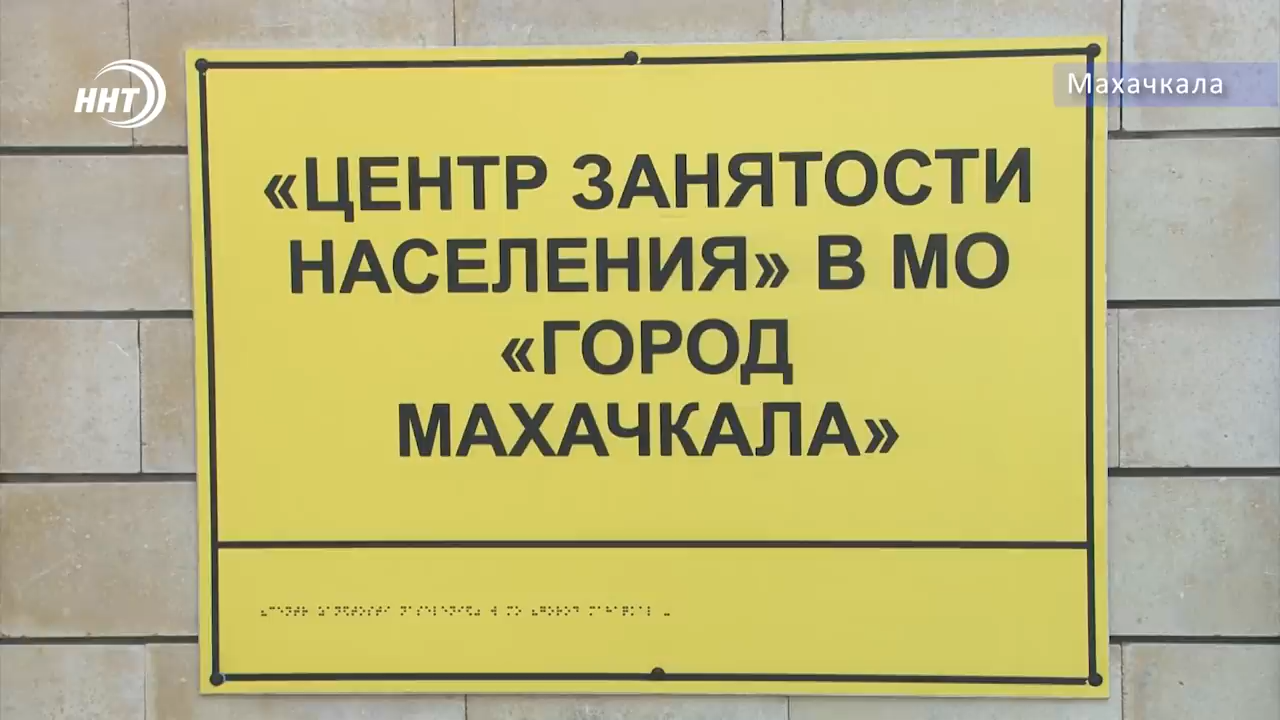 ННТ
Махачкала
«ЦЕНТР ЗАНЯТОСТИ
НАСЕЛЕНИЯ» В МО
«ГОРОД
МАХАЧКАЛА»